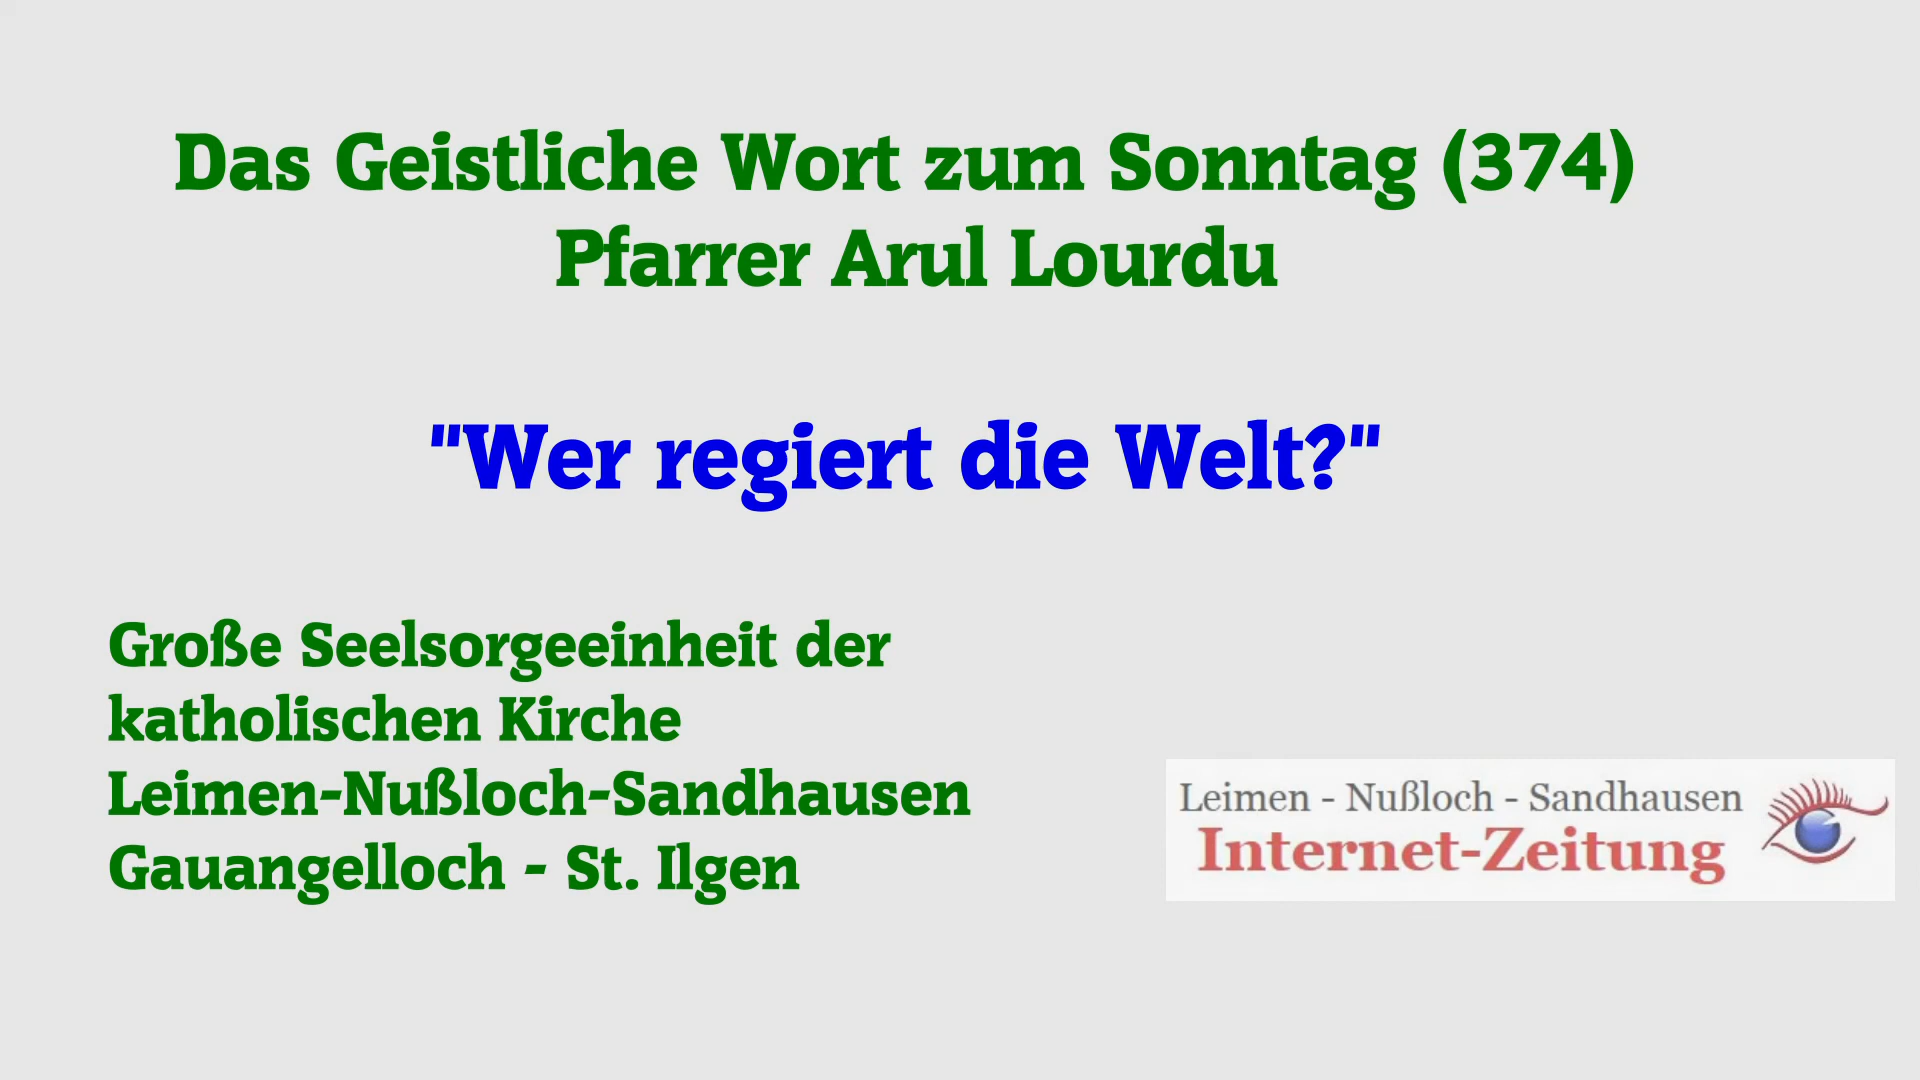 Das Geistliche Wort zum Sonntag (374)
Pfarrer Arul Lourdu
"Wer regiert die Welt?"
Große Seelsorgeeinheit der
katholischen Kirche
Leimen-Nußloch-Sandhausen
Gauangelloch - St. Ilgen
Leimen - Nußloch - Sandhausen
Internet-Zeitung